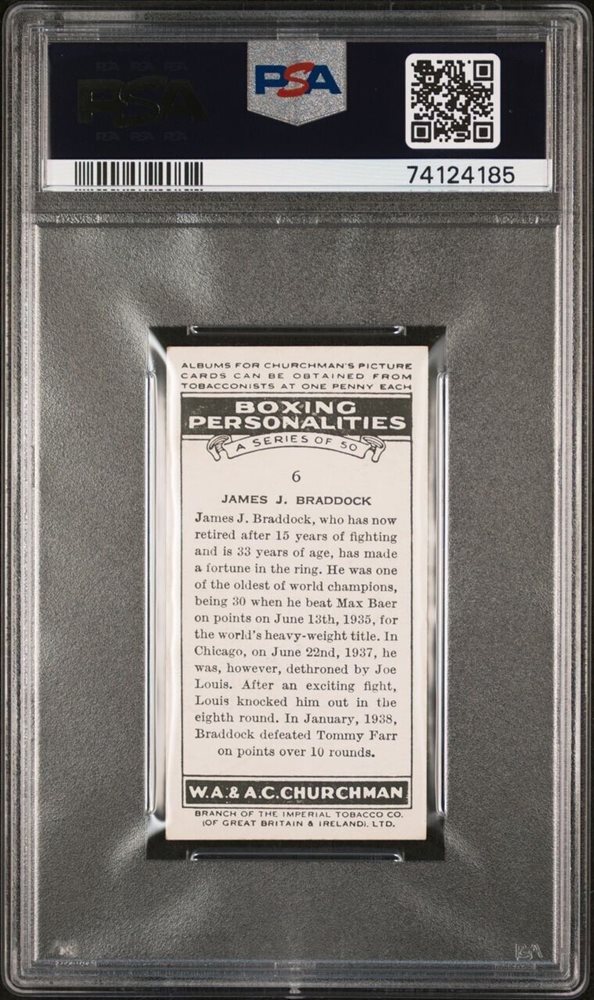 PSA
PSA
74124185
ALBUMS FOR CHURCHMAN'S PICTURE
CARDS CAN BE OBTAINED FROM
TOBACCONISTS AT ONE PENNY EACH
BOXING
PERSONALITIES
A SERIES OF 50
6
JAMES J. BRADDOCK
James J. Braddock, who has now
retired after 15 years of fighting
and is 33 years of age, has made
a fortune in the ring. He was one
of the oldest of world champions,
being 30 when he beat Max Baer
on points on June 13th, 1935, for
the world's heavy-weight title. In
Chicago, on June 22nd, 1937, he
was, however, dethroned by Joe
Louis. After an exciting fight,
Louis knocked him out in the
eighth round. In January, 1938,
Braddock defeated Tommy Farr
on points over 10 rounds.
W.A.& A.C.CHURCHMAN
BRANCH OF THE IMPERIAL TOBACCO CO.
(OF GREAT BRITAIN & IRELAND), LTD.